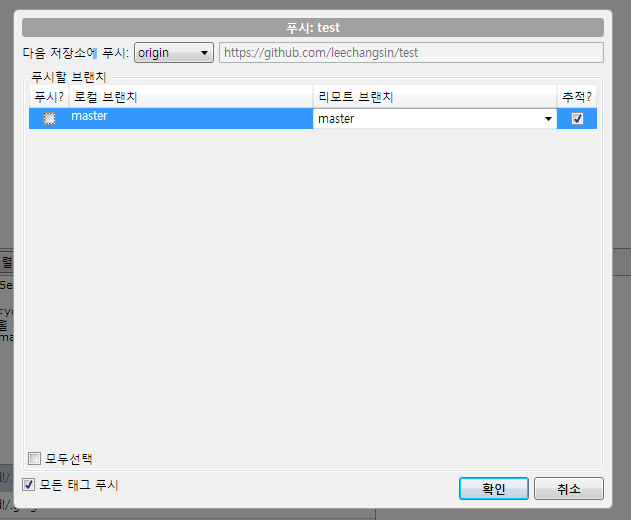 푸시: test
다음 저장소에 푸시: origin https://github.com/leechangsin/test
푸시할 브랜치
푸시? 로컬 브랜치 리모트 브랜치 추적?
master master
모두선택
모든 태그 푸시
확인 취소